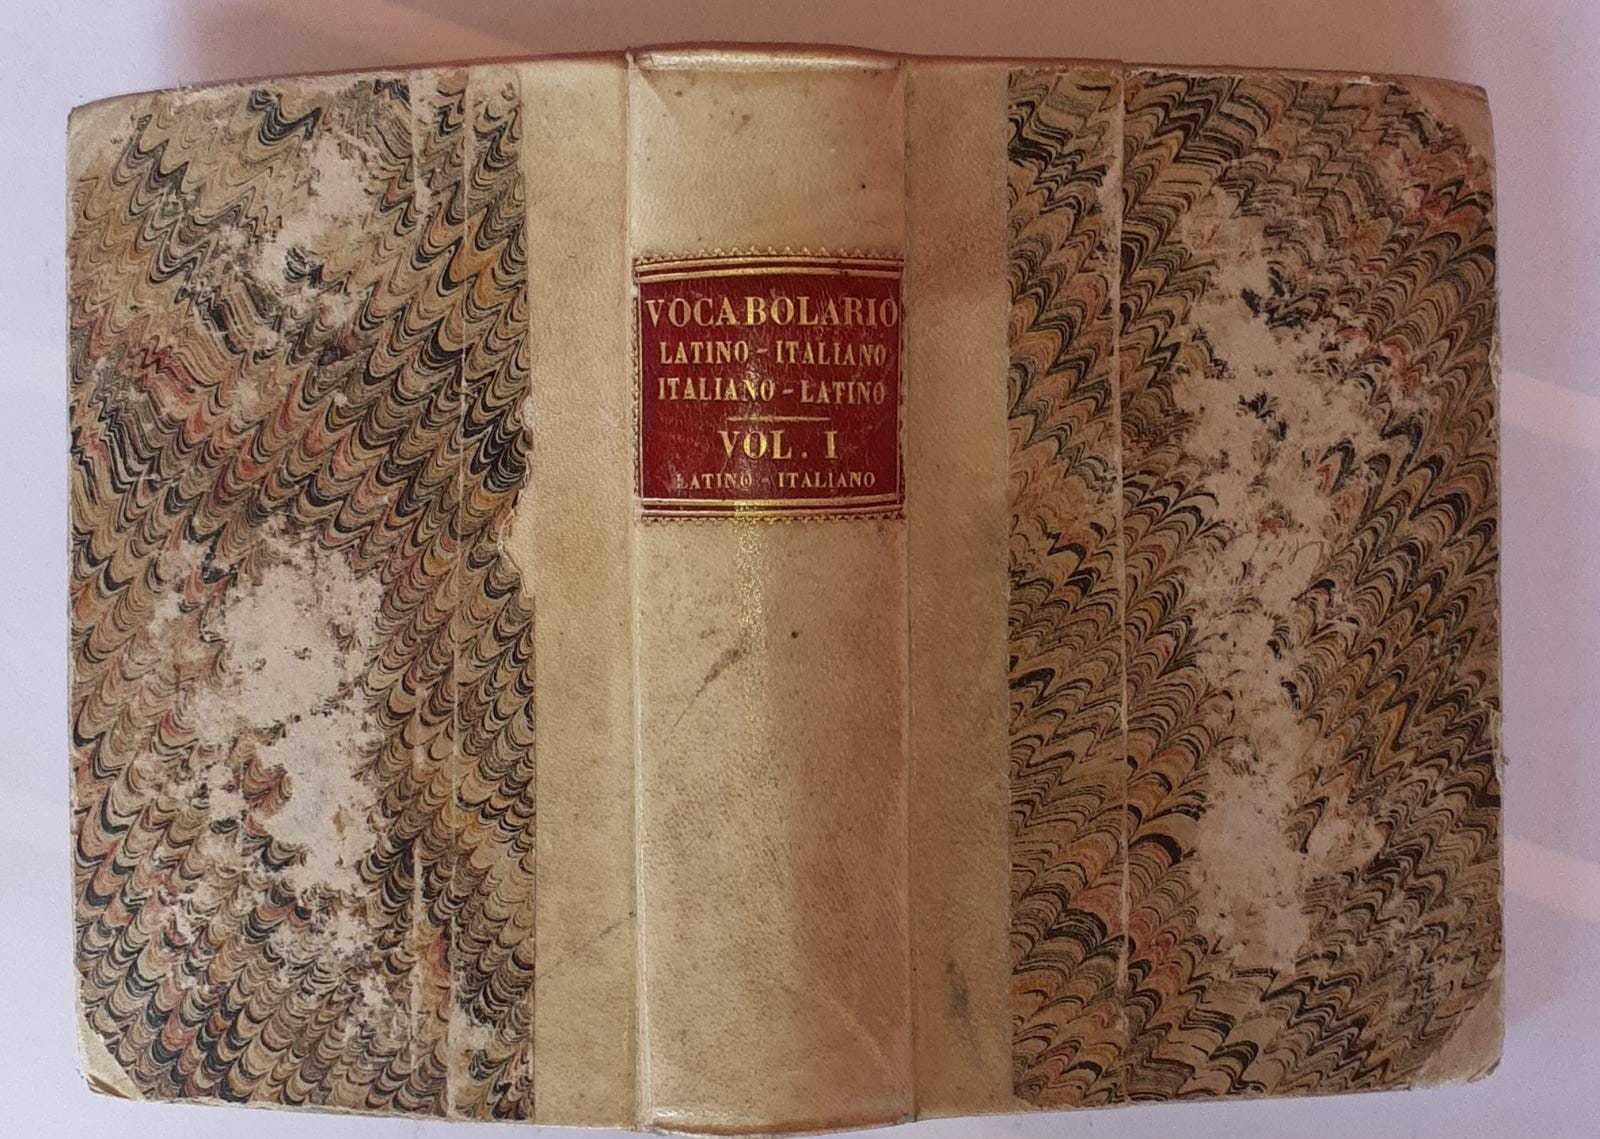 VOCABOLARIO
LATINO - ITALIANO
ITALIANO - LATINO
VOL. I
LATINO - ITALIANO